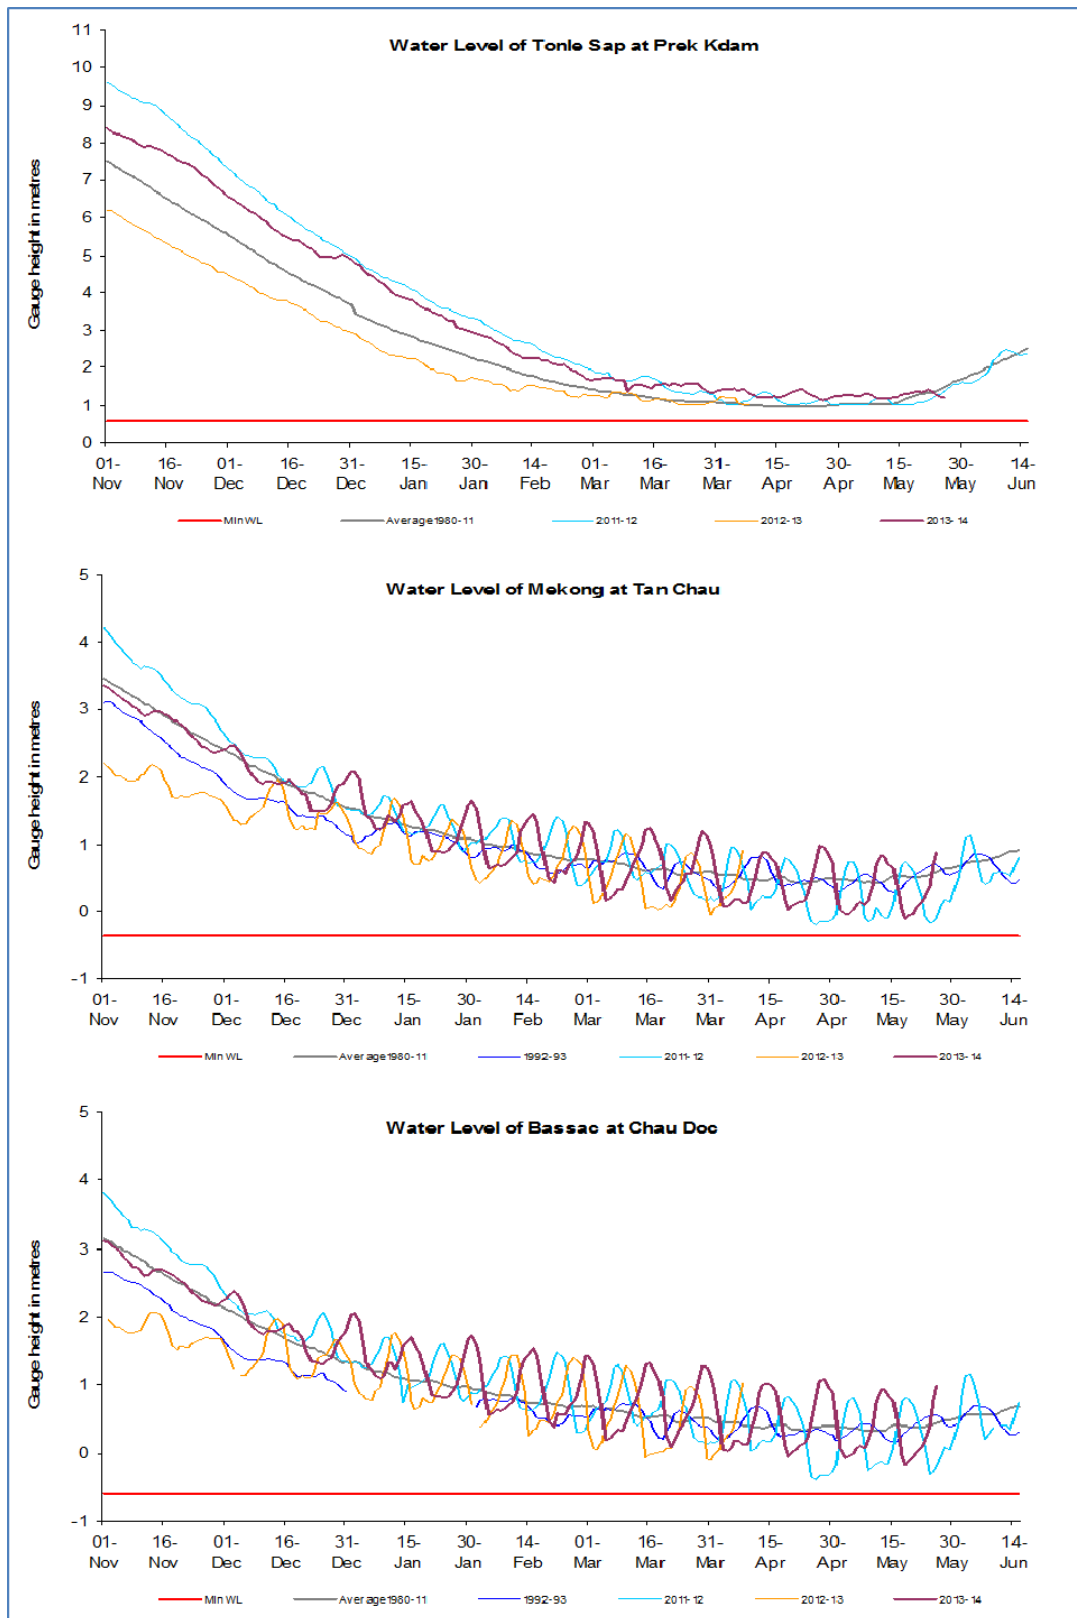 Water Level of Tonle Sap at Prek Kdam
Gauge height in metres
11
10
9
8
7
6
5
4
3
2
1
0
01- 16- 01- 16- 31- 15- 30- 14- 01- 16- 31- 15- 30- 15- 30- 14-
Nov Nov Dec Dec Dec Jan Jan Feb Mar Mar Mar Apr Apr May May Jun
Min WL Average1980-11 2011-12 2012-13 2013-14
Water Level of Mekong at Tan Chau
Gauge height in metres
5
4
3
2
1
0
-1
01- 16- 01- 16- 31- 15- 30- 14- 01- 16- 31- 15- 30- 15- 30- 14-
Nov Nov Dec Dec Dec Jan Jan Feb Mar Mar Mar Apr Apr May May Jun
Min WL Average1980-11 1992-93 2011-12 2012-13 2013-14
Water Level of Bassac at Chau Doc
Gauge height in metres
5
4
3
2
1
0
-1
01- 16- 01- 16- 31- 15- 30- 14- 01- 16- 31- 15- 30- 15- 30- 14-
Nov Nov Dec Dec Dec Jan Jan Feb Mar Mar Mar Apr Apr May May Jun
Min WL Average1980-11 1992-93 2011-12 2012-13 2013-14